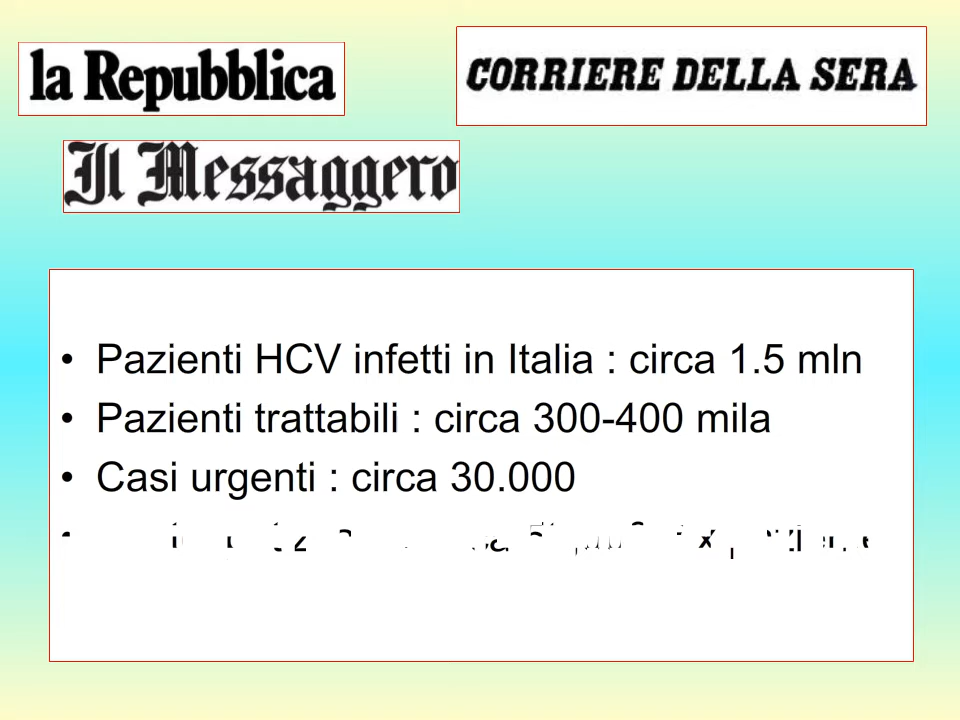 la Repubblica
CORRIERE DELLA SERA
Il Messaggero
• Pazienti HCV infetti in Italia : circa 1.5 mln
• Pazienti trattabili : circa 300-400 mila
• Casi urgenti : circa 30.000